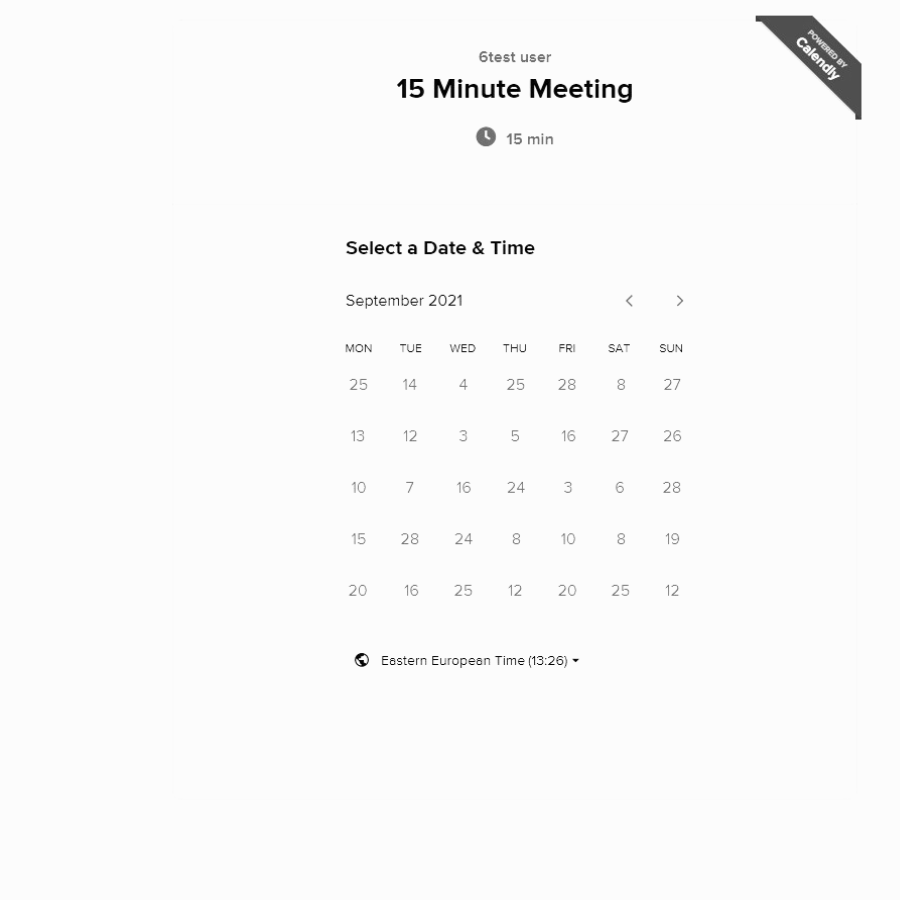 POWERED BY
Calendly
6test user
15 Minute Meeting
15 min
Select a Date & Time
September 2021
MON TUE WED THU FRI SAT SUN
25 14 4 25 28 8 27
13 12 3 5 16 27 26
10 7 16 24 3 6 28
15 28 24 8 10 8 19
20 16 25 12 20 25 12
Eastern European Time (13:26)